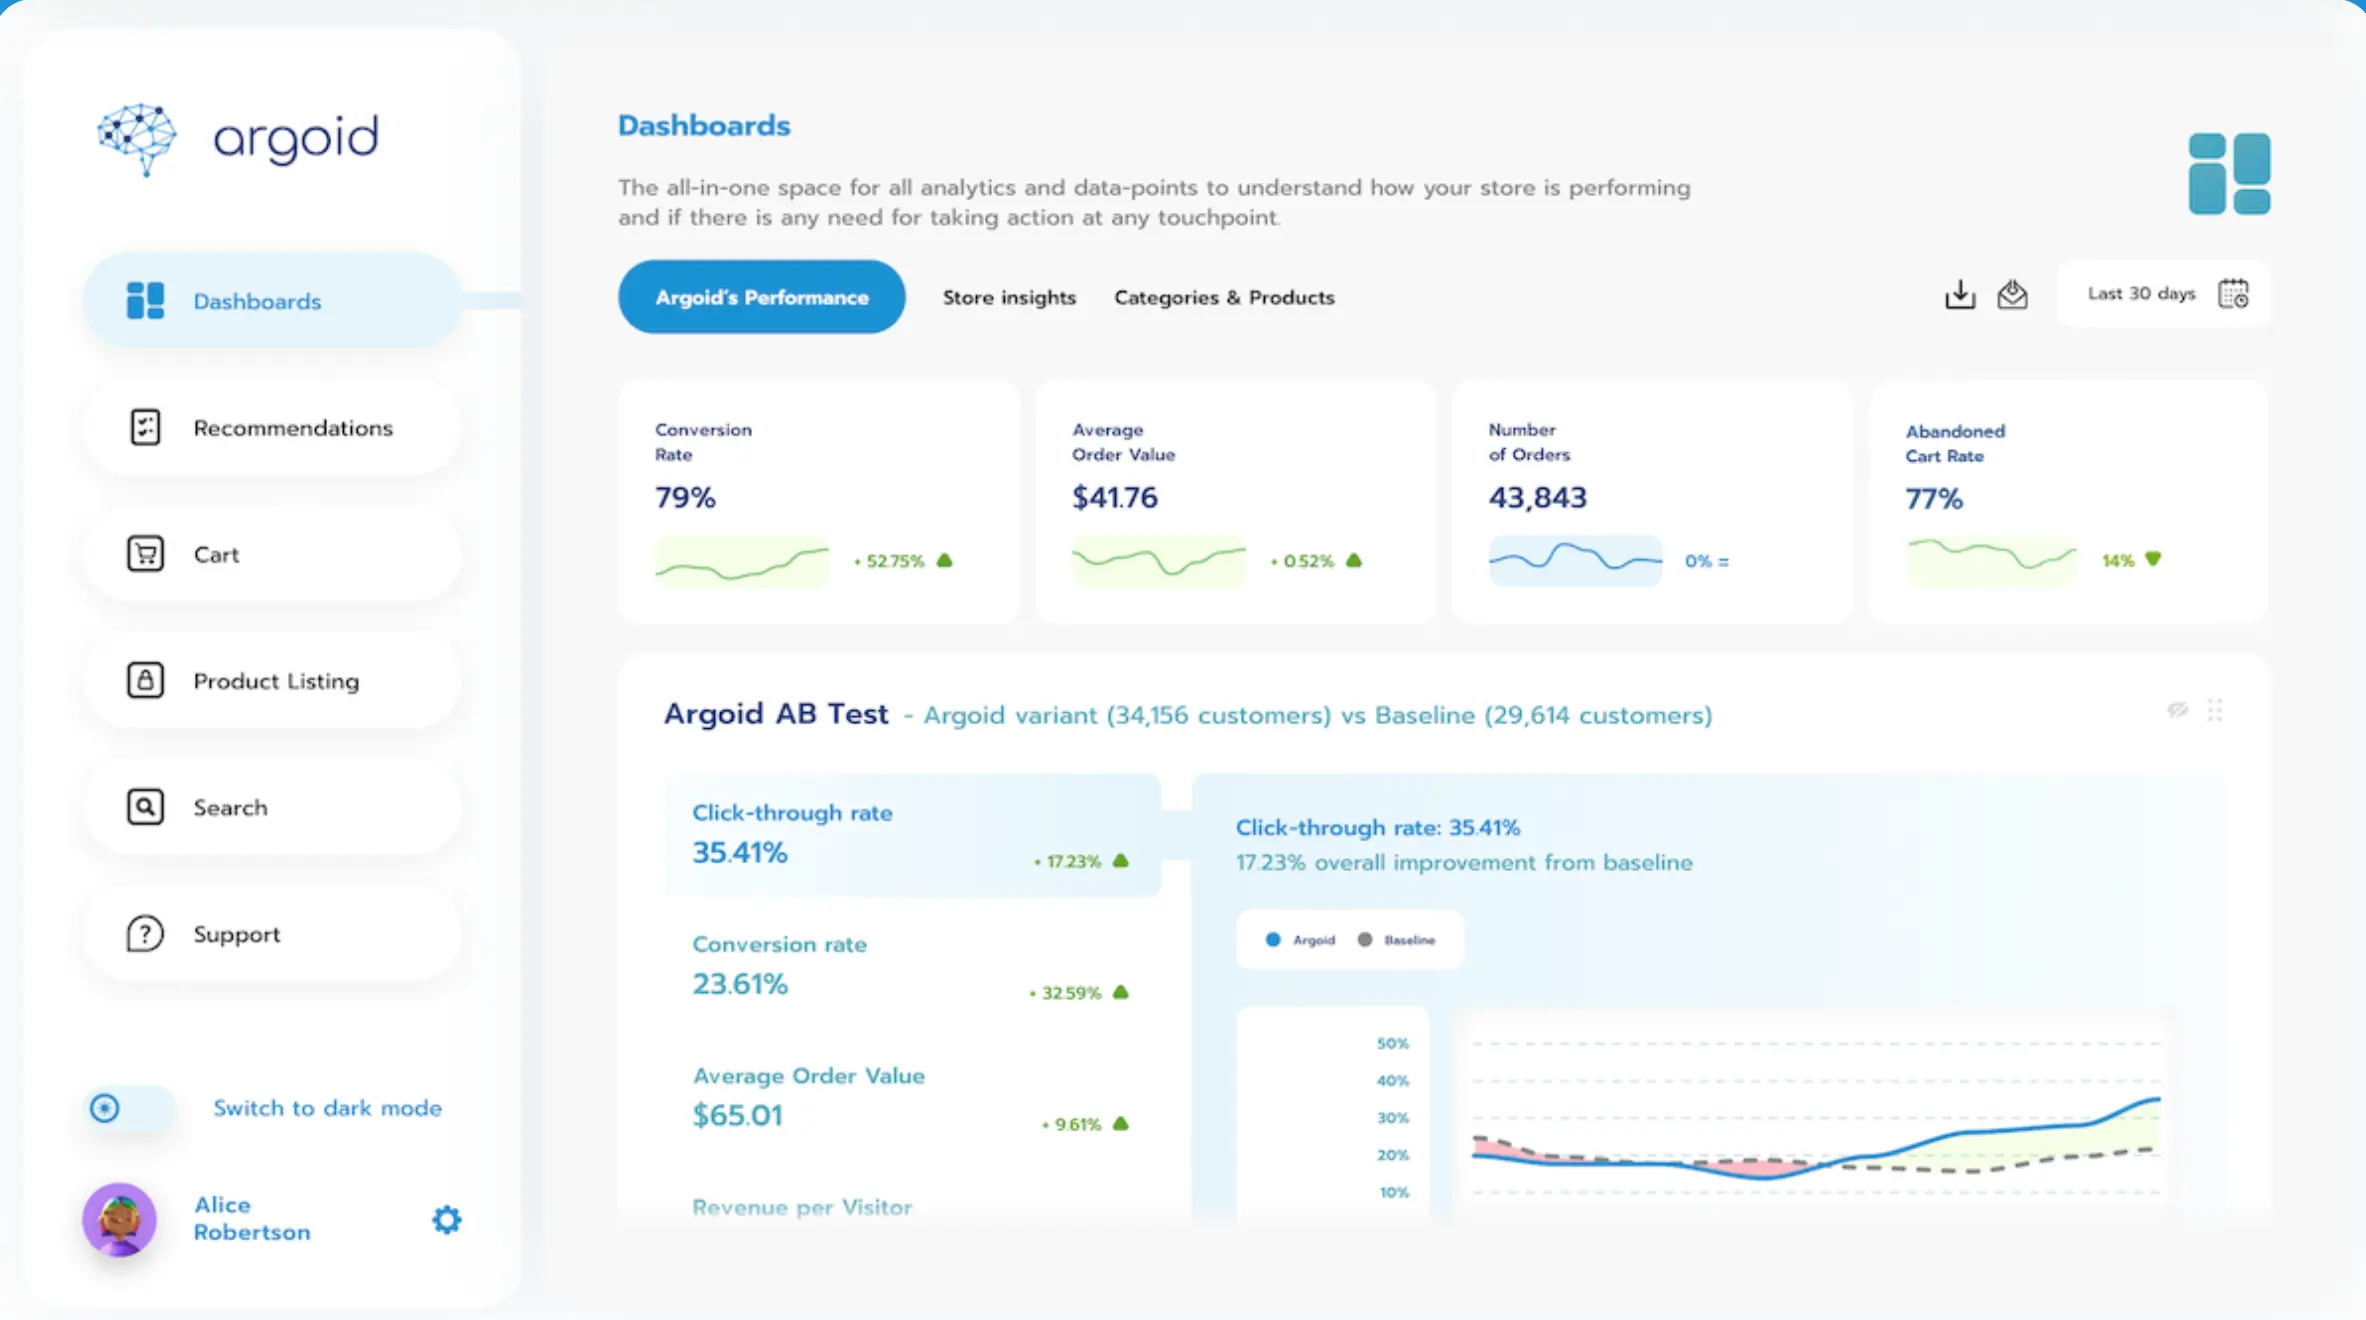 argoid
Dashboards
Recommendations
Cart
Product Listing
Search
Support
Switch to dark mode
Alice
Robertson
Dashboards
The all-in-one space for all analytics and data-points to understand how your store is performing
and if there is any need for taking action at any touchpoint.
Argoid's Performance
Store insights
Categories & Products
Last 30 days
Conversion
Rate
79%
+ 52.75%
Average
Order Value
$41.76
+ 0.52%
Number
of Orders
43,843
0% =
Abandoned
Cart Rate
77%
14%
Argoid AB Test - Argoid variant (34,156 customers) vs Baseline (29,614 customers)
Click-through rate
35.41%
+ 17.23%
Conversion rate
23.61%
+ 32.59%
Average Order Value
$65.01
+ 9.61%
Revenue per Visitor
Click-through rate: 35.41%
17.23% overall improvement from baseline
Argoid
Baseline
50%
40%
30%
20%
10%